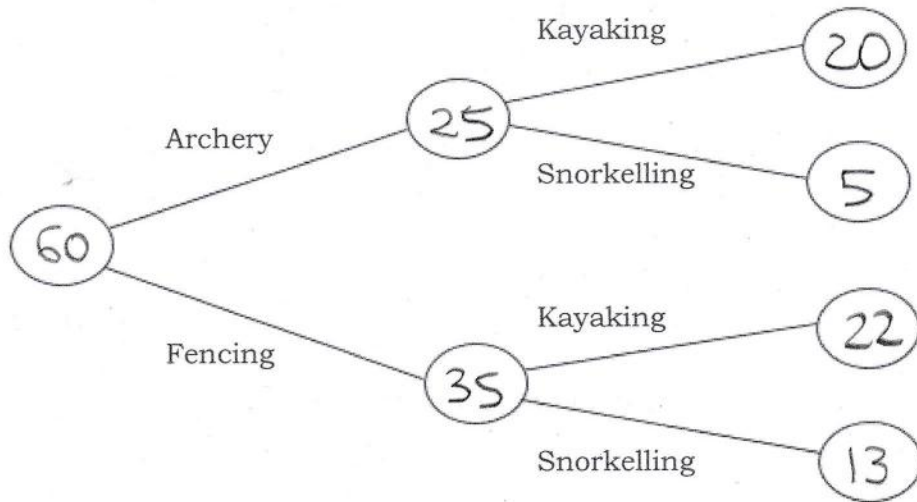 Kayaking
20
25
Archery
Snorkelling
5
60
Kayaking
22
Fencing
35
Snorkelling
13